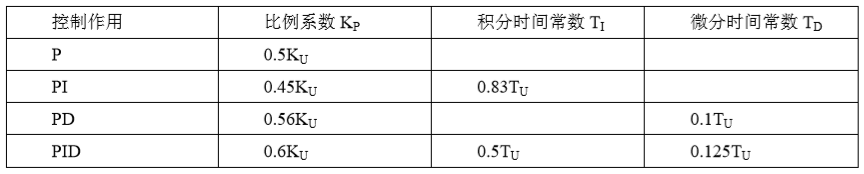 控制作用 比例系数 KP 积分时间常数 TI 微分时间常数 TD
P 0.5KU
PI 0.45KU 0.83TU
PD 0.56KU 0.1TU
PID 0.6KU 0.5TU 0.125TU